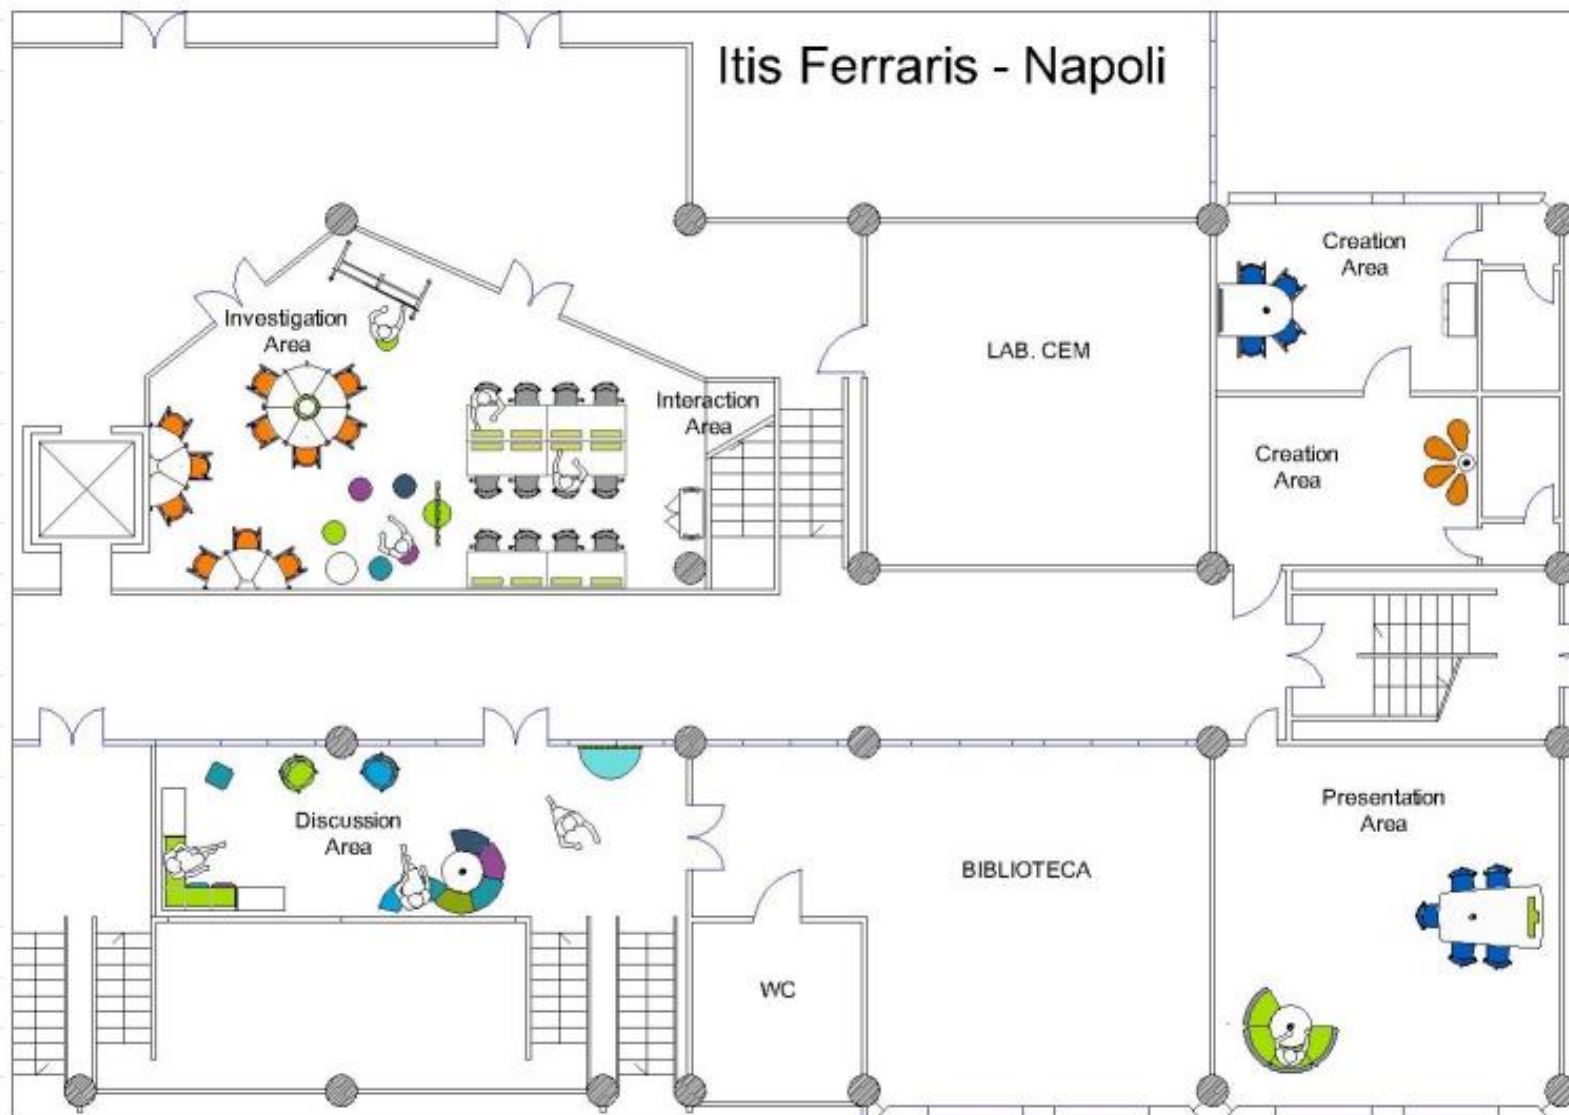 Itis Ferraris - Napoli
Creation
Area
Investigation
Area
LAB. CEM
Interaction
Area
Creation
Area
Discussion
Area
Presentation
Area
BIBLIOTECA
WC